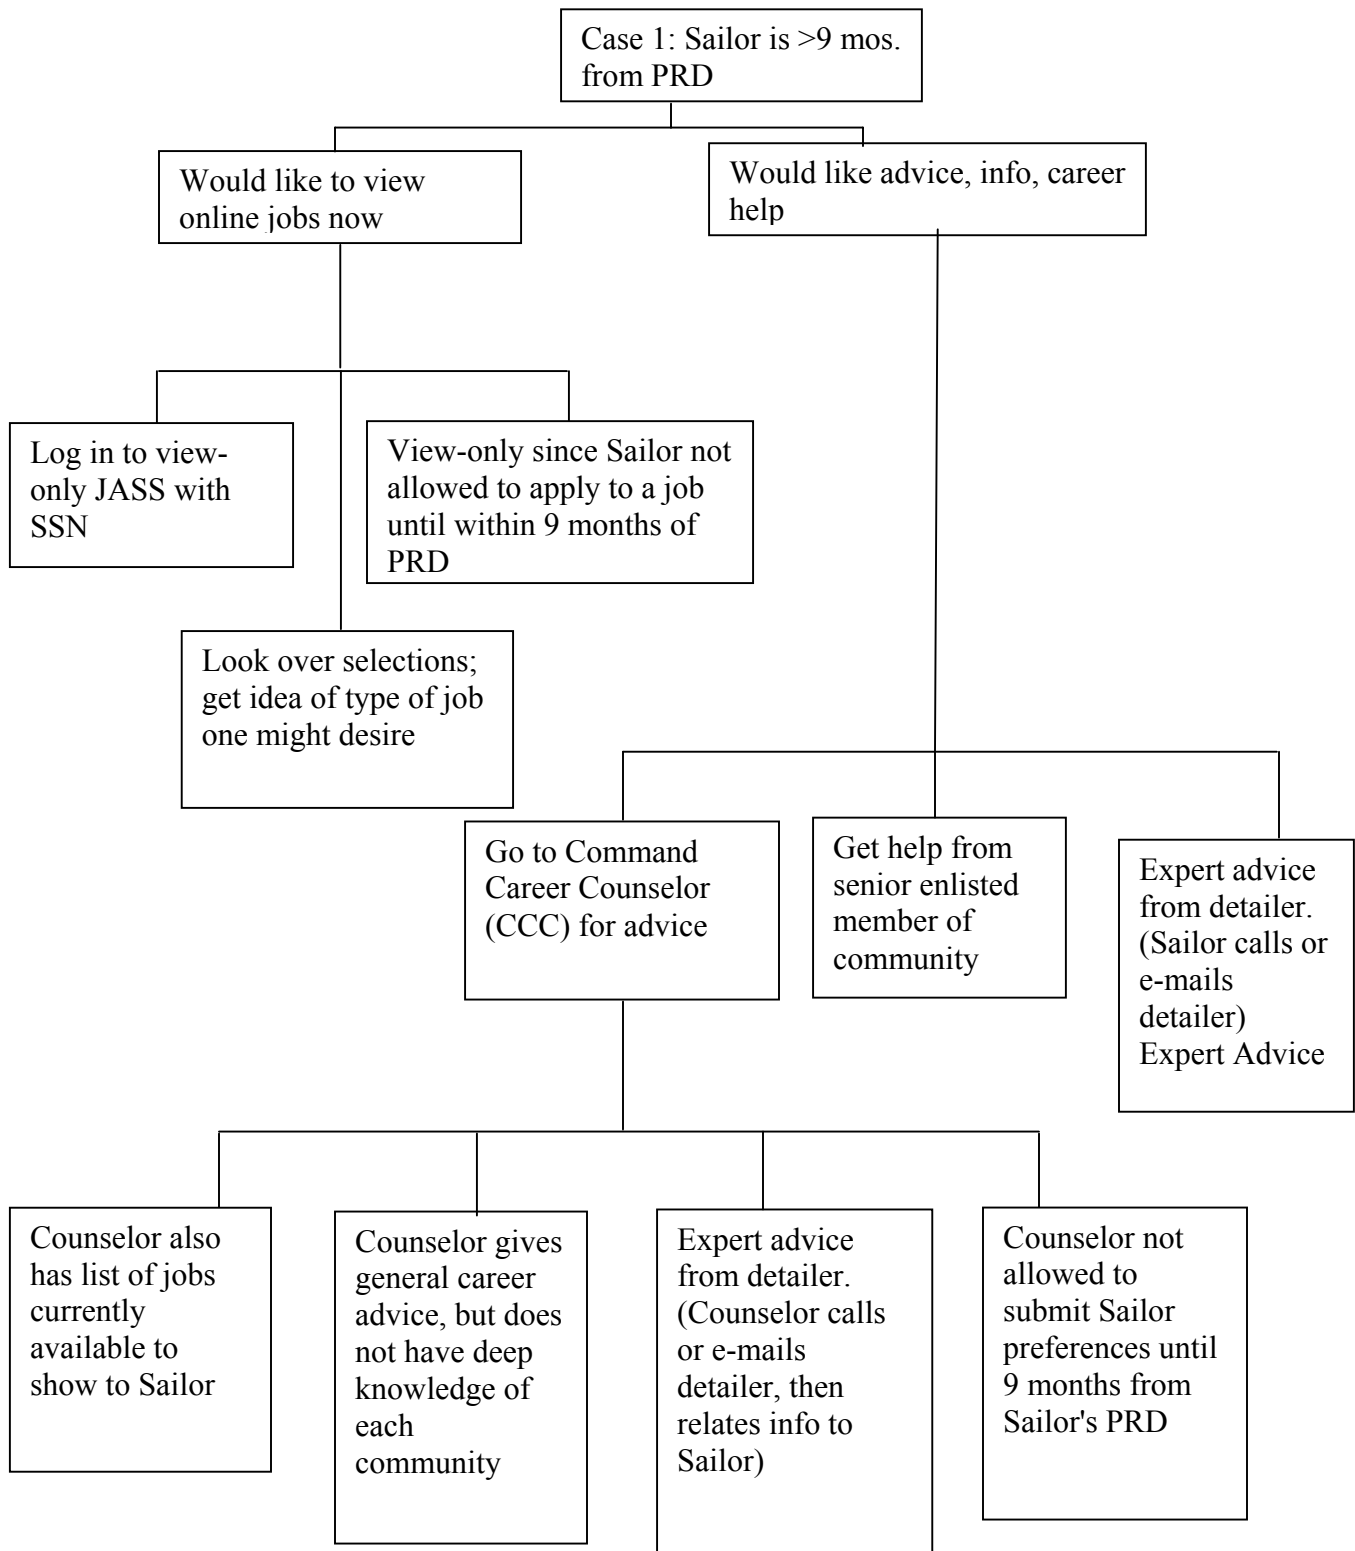 Case 1: Sailor is >9 mos.
from PRD
Would like to view
online jobs now
Would like advice, info, career
help
Log in to view-
only JASS with
SSN
View-only since Sailor not
allowed to apply to a job
until within 9 months of
PRD
Look over selections;
get idea of type of job
one might desire
Go to Command
Career Counselor
(CCC) for advice
Get help from
senior enlisted
member of
community
Expert advice
from detailer.
(Sailor calls or
e-mails
detailer)
Expert Advice
Counselor also
has list of jobs
currently
available to
show to Sailor
Counselor gives
general career
advice, but does
not have deep
knowledge of
each
community
Expert advice
from detailer.
(Counselor calls
or e-mails
detailer, then
relates info to
Sailor)
Counselor not
allowed to
submit Sailor
preferences until
9 months from
Sailor's PRD